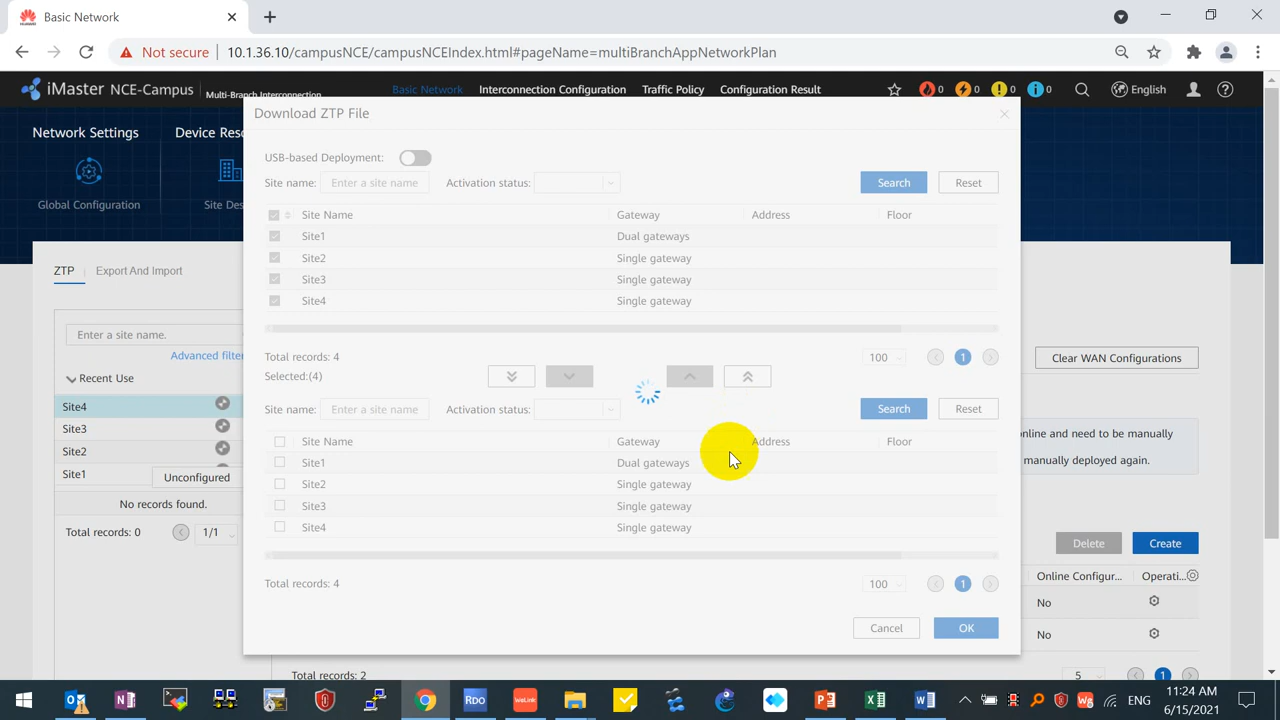 Basic Network
Not secure 10.1.36.10/campusNCE/campusNCEIndex.html#pageName=multiBranchAppNetworkPlan
iMaster NCE-Campus Multi-Branch Interconnection Basic Network Interconnection Configuration Traffic Policy Configuration Result 0 0 0 0 English
Network Settings Device Res
Global Configuration Site Des
Download ZTP File
USB-based Deployment:
Site name: Enter a site name Activation status: Search Reset
Site Name Gateway Address Floor
Site1 Dual gateways
Site2 Single gateway
Site3 Single gateway
Site4 Single gateway
Total records: 4 100 1
Selected:(4)
Site name: Enter a site name Activation status: Search Reset
Site Name Gateway Address Floor
Site1 Dual gateways
Site2 Single gateway
Site3 Single gateway
Site4 Single gateway
Total records: 4 100 1
Cancel OK
ZTP Export And Import
Enter a site name.
Advanced filter
Recent Use
Site4
Site3
Site2
Site1 Unconfigured
No records found.
Total records: 0 1/1
Clear WAN Configurations
online and need to be manually
manually deployed again.
Delete Create
Online Configur... Operati...
No
No
Total records: 2 5 1
RDO WeLink ENG 11:24 AM
6/15/2021